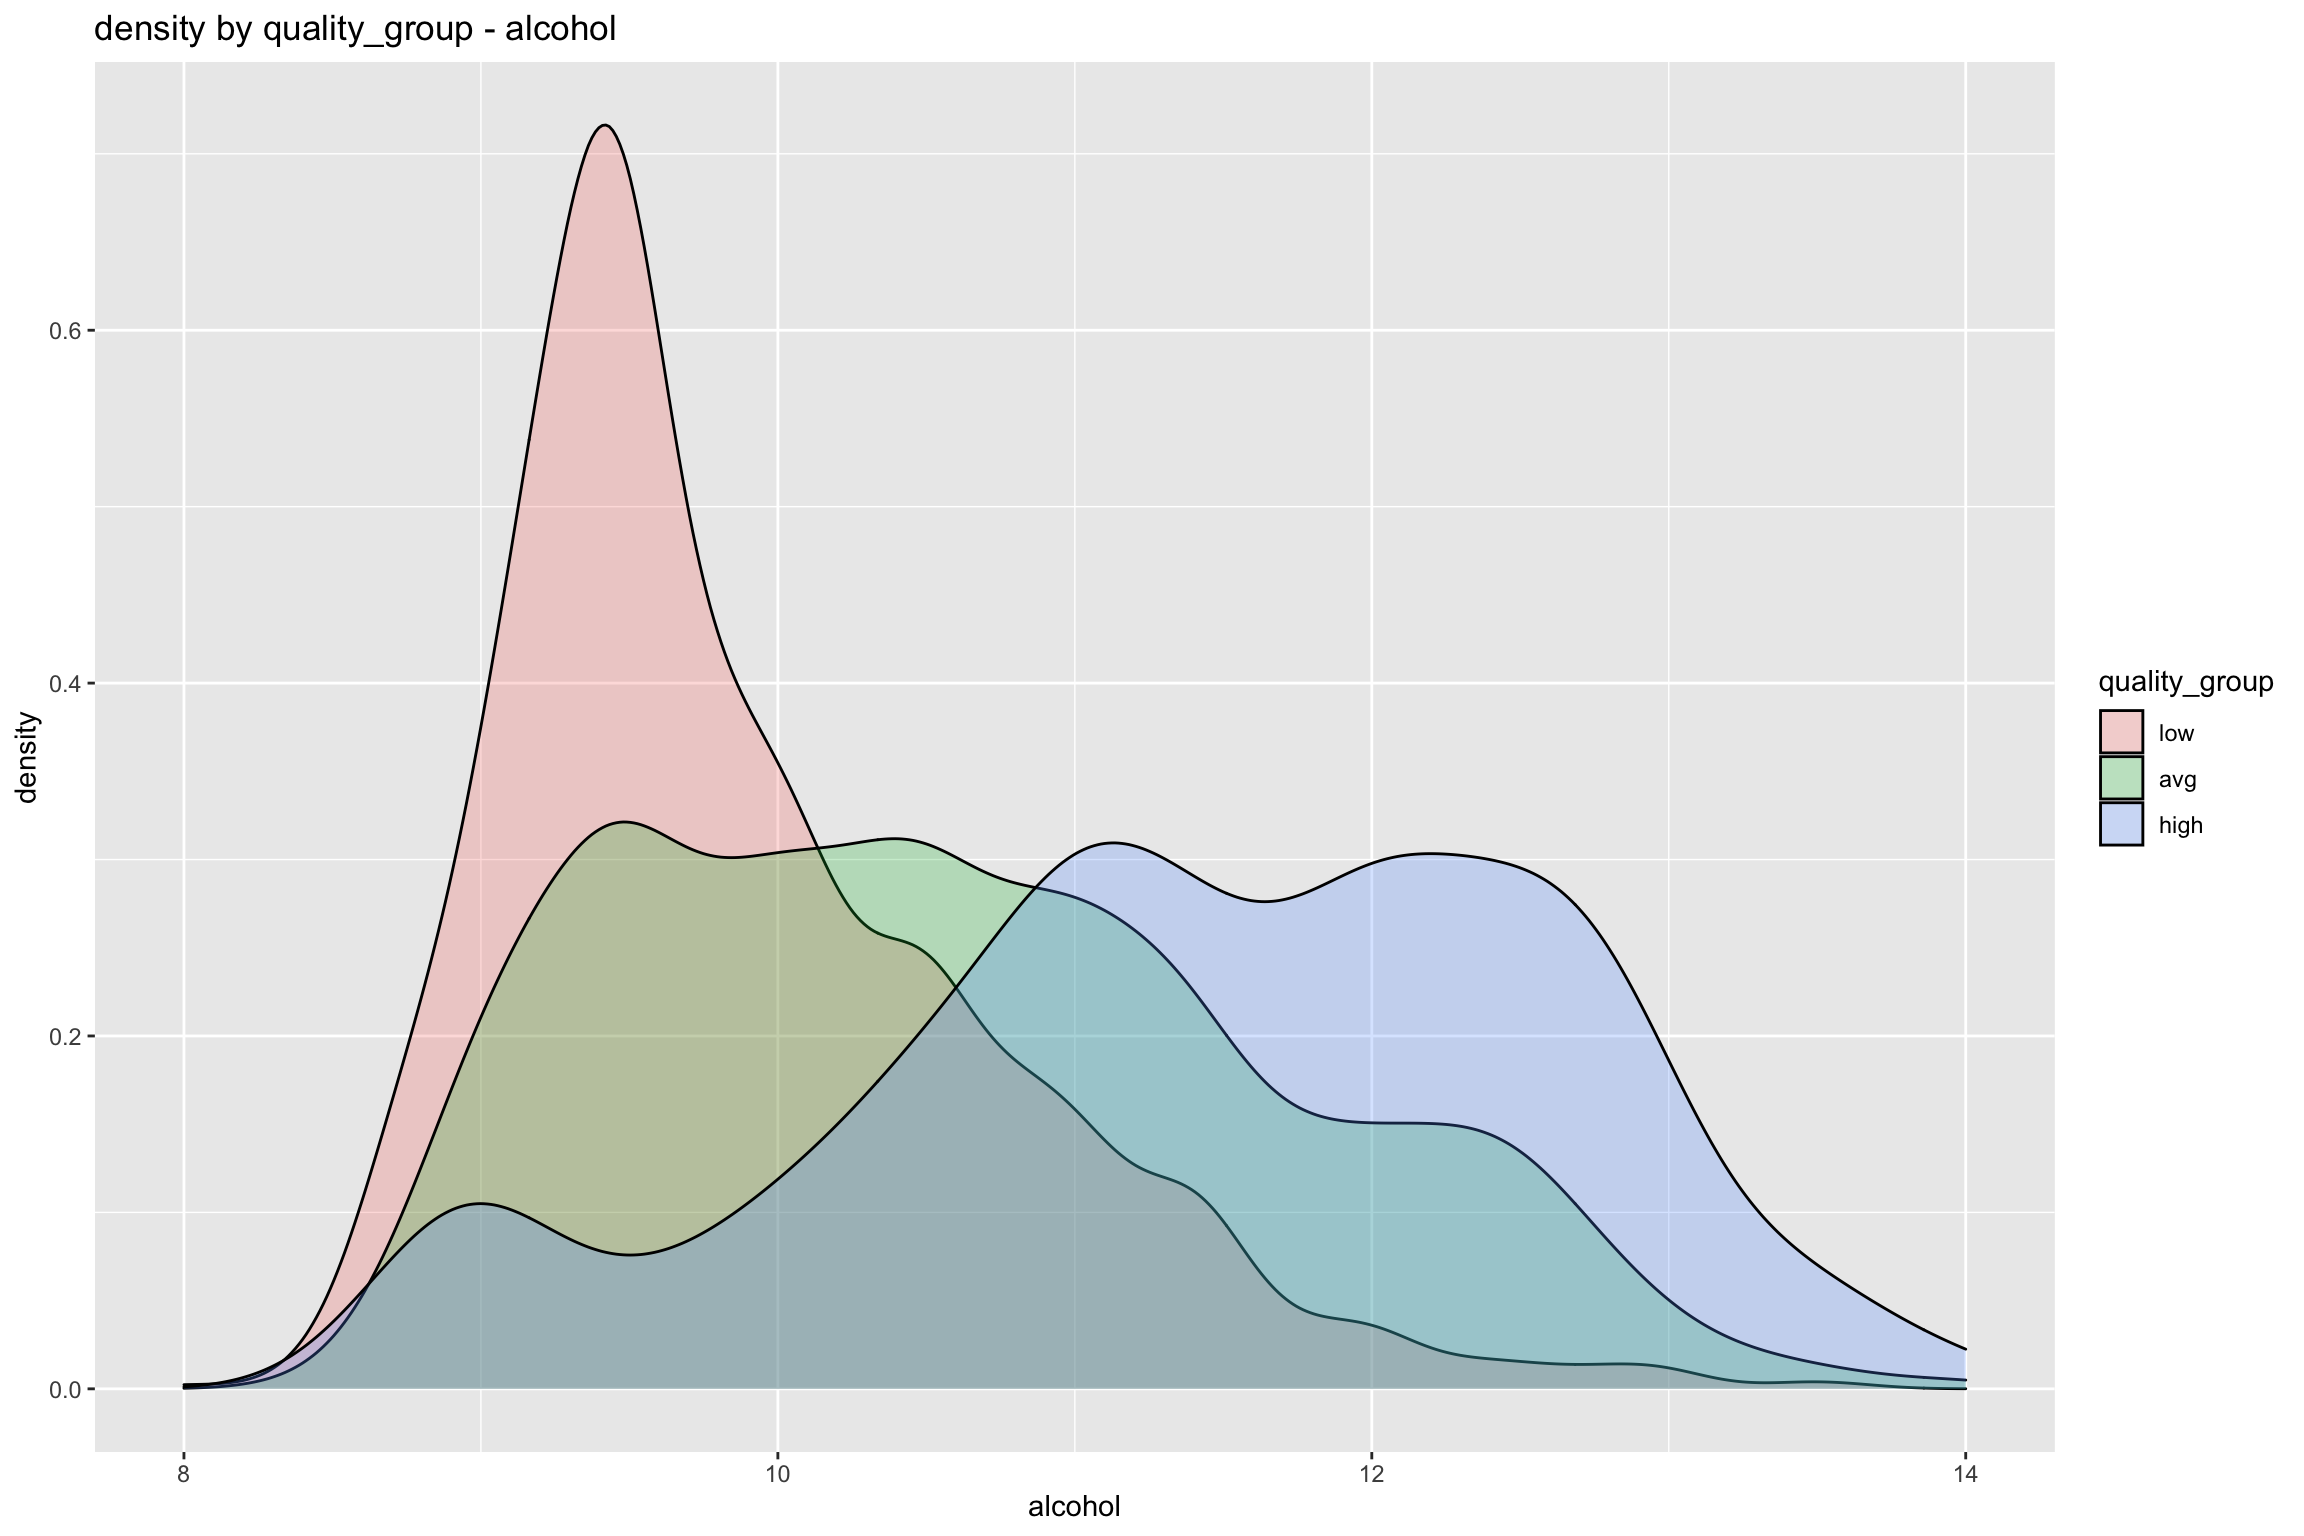 density by quality_group - alcohol
0.6
0.4
0.2
0.0
density
8
10
12
14
alcohol
quality_group
low
avg
high